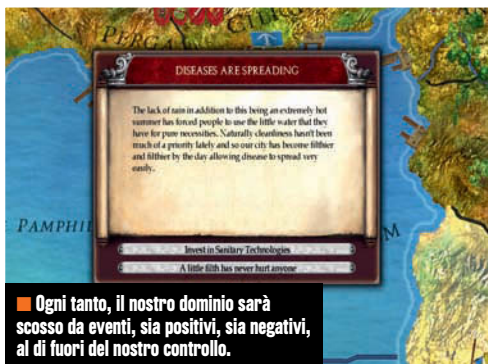 PERGA
CILI
DISEASES ARE SPREADING
The lack of rain in addition to this being an extremely hot
summer has forced people to use the little water that they
have for pure necessities. Naturally cleanliness hasn't been
much of a priority lately and so our city has become filthier
and filthier by the day allowing disease to spread very
easily.
PAMPHIL
M
Invest in Sanitary Technologies
A little filth has never hurt anyone
Ogni tanto, il nostro dominio sarà
scosso da eventi, sia positivi, sia negativi,
al di fuori del nostro controllo.